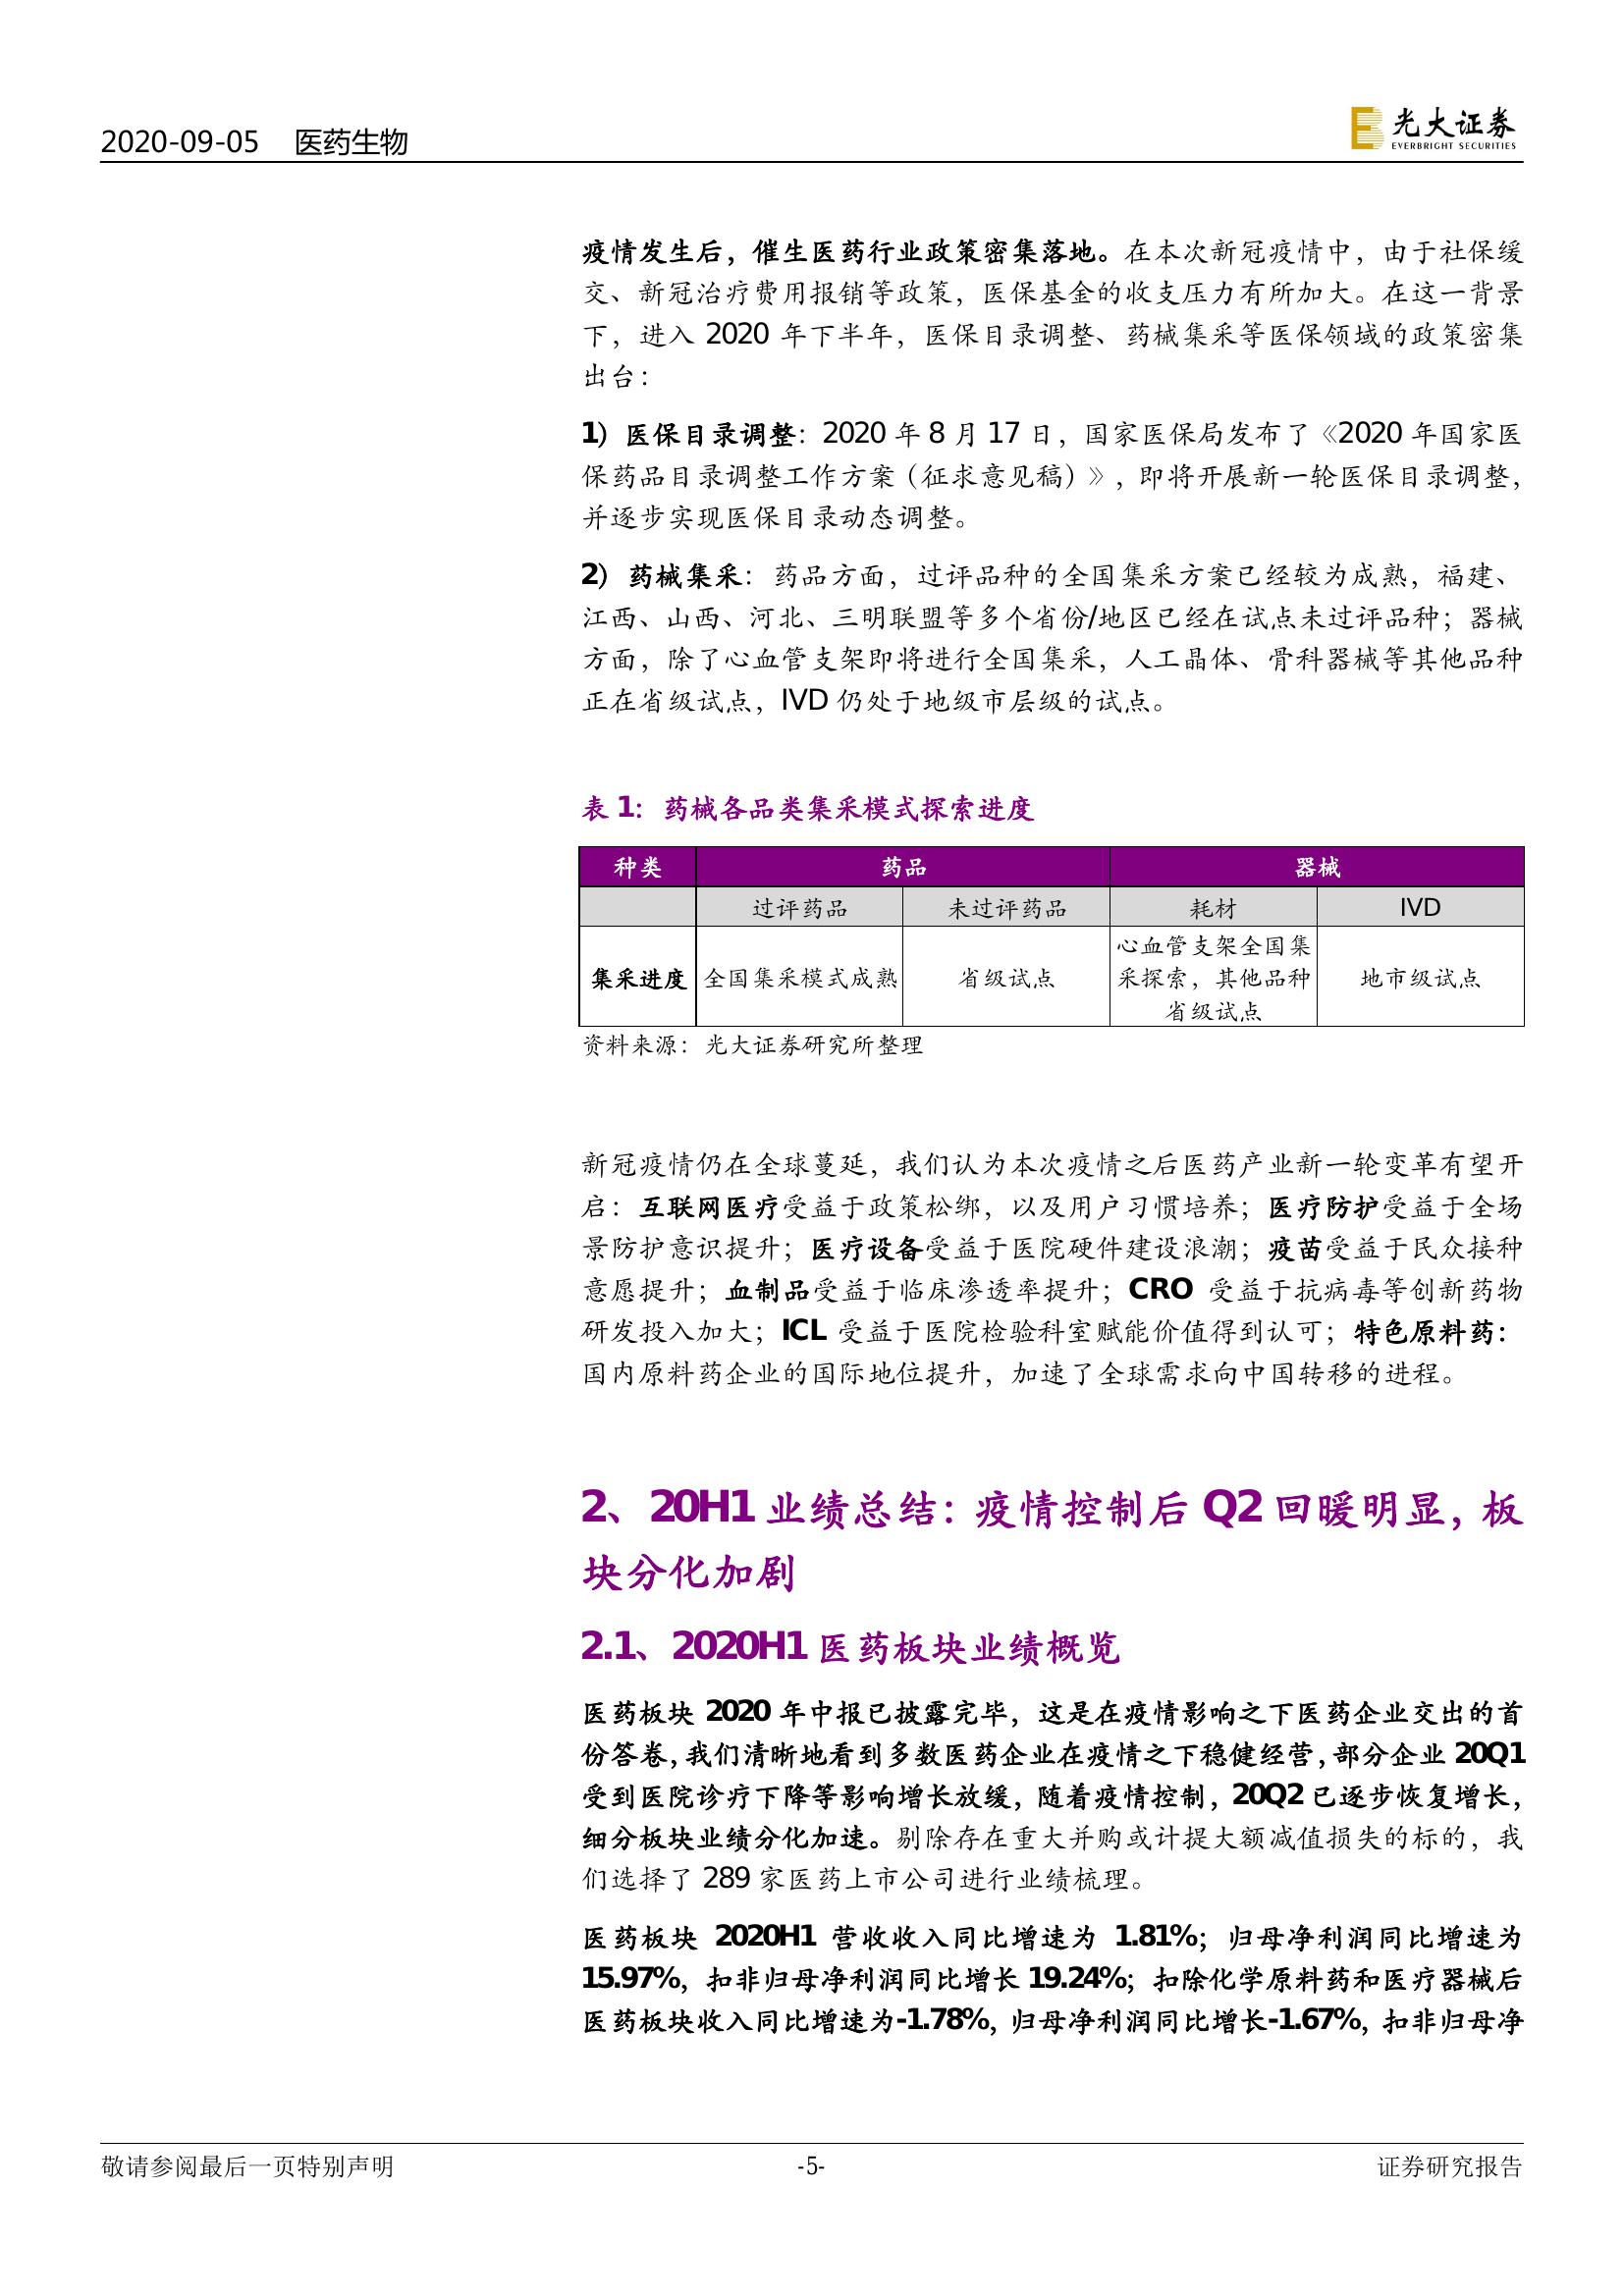 2020-09-05 医药生物
光大证券
EVERBRIGHT SECURITIES
疫情发生后，催生医药行业政策密集落地。在本次新冠疫情中，由于社保缓
交、新冠治疗费用报销等政策，医保基金的收支压力有所加大。在这一背景
下，进入 2020 年下半年，医保目录调整、药械集采等医保领域的政策密集
出台：
1）医保目录调整：2020 年 8 月 17 日，国家医保局发布了《2020 年国家医
保药品目录调整工作方案（征求意见稿）》，即将开展新一轮医保目录调整，
并逐步实现医保目录动态调整。
2）药械集采：药品方面，过评品种的全国集采方案已经较为成熟，福建、
江西、山西、河北、三明联盟等多个省份/地区已经在试点未过评品种；器械
方面，除了心血管支架即将进行全国集采，人工晶体、骨科器械等其他品种
正在省级试点，IVD 仍处于地级市层级的试点。
表 1：药械各品类集采模式探索进度
种类 药品 器械
过评药品 未过评药品 耗材 IVD
集采进度 全国集采模式成熟 省级试点 心血管支架全国集
采探索，其他品种
省级试点 地市级试点
资料来源：光大证券研究所整理
新冠疫情仍在全球蔓延，我们认为本次疫情之后医药产业新一轮变革有望开
启：互联网医疗受益于政策松绑，以及用户习惯培养；医疗防护受益于全场
景防护意识提升；医疗设备受益于医院硬件建设浪潮；疫苗受益于民众接种
意愿提升；血制品受益于临床渗透率提升；CRO 受益于抗病毒等创新药物
研发投入加大；ICL 受益于医院检验科室赋能价值得到认可；特色原料药：
国内原料药企业的国际地位提升，加速了全球需求向中国转移的进程。
2、20H1 业绩总结：疫情控制后 Q2 回暖明显，板
块分化加剧
2.1、2020H1 医药板块业绩概览
医药板块 2020 年中报已披露完毕，这是在疫情影响之下医药企业交出的首
份答卷，我们清晰地看到多数医药企业在疫情之下稳健经营，部分企业 20Q1
受到医院诊疗下降等影响增长放缓，随着疫情控制，20Q2 已逐步恢复增长，
细分板块业绩分化加速。剔除存在重大并购或计提大额减值损失的标的，我
们选择了 289 家医药上市公司进行业绩梳理。
医药板块 2020H1 营收收入同比增速为 1.81%；归母净利润同比增速为
15.97%，扣非归母净利润同比增长 19.24%；扣除化学原料药和医疗器械后
医药板块收入同比增速为-1.78%，归母净利润同比增长-1.67%，扣非归母净
敬请参阅最后一页特别声明 -5- 证券研究报告